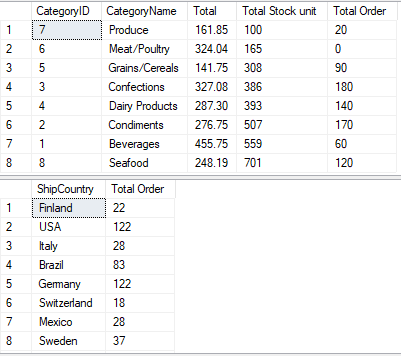 CategoryID CategoryName Total Total Stock unit Total Order
1 7 Produce 161.85 100 20
2 6 Meat/Poultry 324.04 165 0
3 5 Grains/Cereals 141.75 308 90
4 3 Confections 327.08 386 180
5 4 Dairy Products 287.30 393 140
6 2 Condiments 276.75 507 170
7 1 Beverages 455.75 559 60
8 8 Seafood 248.19 701 120
ShipCountry Total Order
1 Finland 22
2 USA 122
3 Italy 28
4 Brazil 83
5 Germany 122
6 Switzerland 18
7 Mexico 28
8 Sweden 37